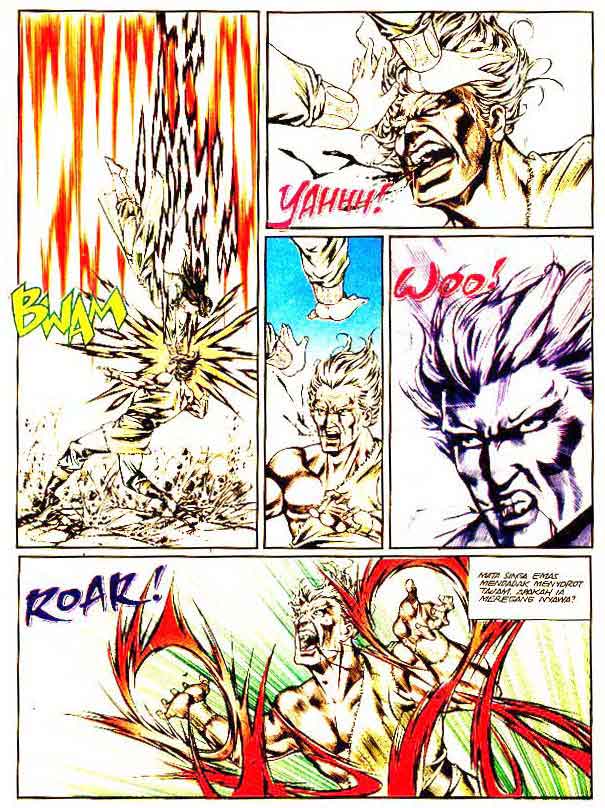 BWAM
YAHHH!
WOO!
ROAR!
MATA SINGA EMAS
MENDADAK MENYOROT
TAJAM. APAKAH IA
MEREGANG NYAWA?